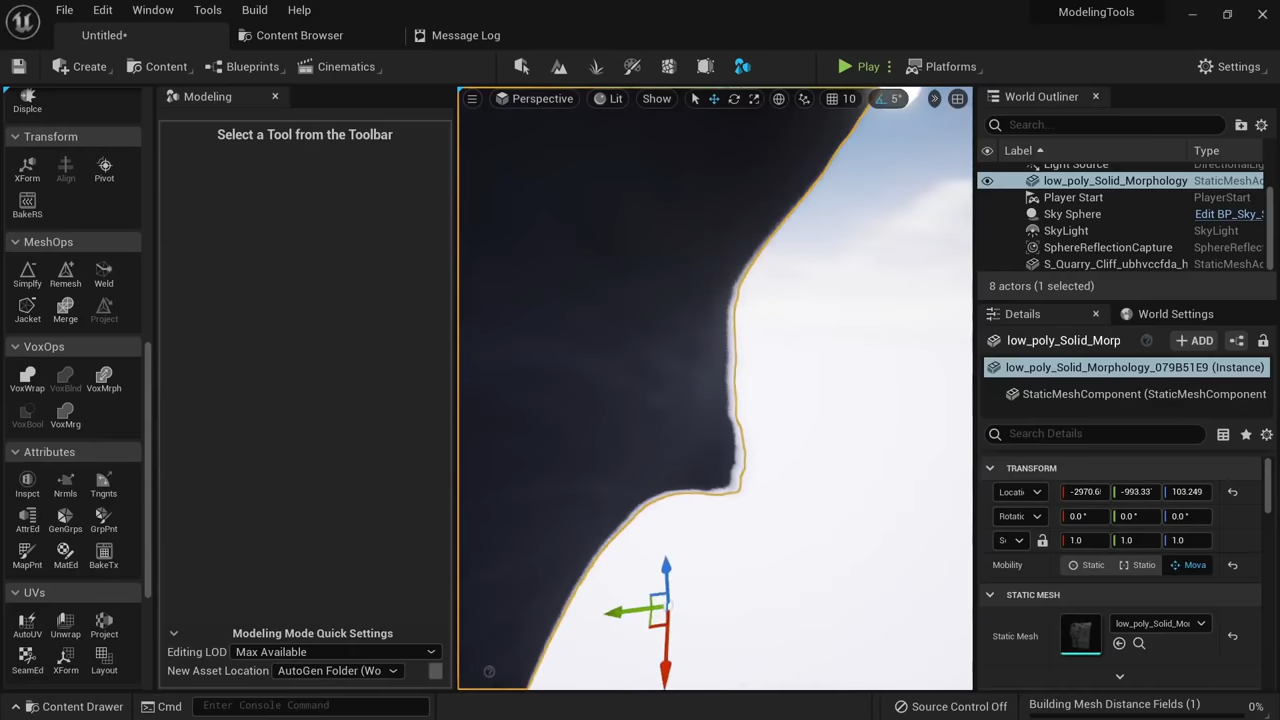 File Edit Window Tools Build Help
ModelingTools
Untitled* Content Browser Message Log
Create Content Blueprints Cinematics Play Platforms Settings
Displce
Transform
XForm Align Pivot
BakeRS
MeshOps
Simplfy Remesh Weld
Jacket Merge Project
VoxOps
VoxWrap VoxBlnd VoxMrph
VoxBool VoxMrg
Attributes
Inspct Nrmls Tngnts
AttrEd GenGrps GrpPnt
MapPnt MatEd BakeTx
UVs
AutoUV Unwrap Project
SeamEd XForm Layout
Modeling
Select a Tool from the Toolbar
Modeling Mode Quick Settings
Editing LOD Max Available
New Asset Location AutoGen Folder (Wo
Perspective Lit Show 10 5°
World Outliner
Search...
Label Type
Light Source DirectionalLig
low_poly_Solid_Morphology StaticMeshAc
Player Start PlayerStart
Sky Sphere Edit BP_Sky_S
SkyLight SkyLight
SphereReflectionCapture SphereReflec
S_Quarry_Cliff_ubhvccfda_h StaticMeshAc
8 actors (1 selected)
Details World Settings
low_poly_Solid_Morp ADD
low_poly_Solid_Morphology_079B51E9 (Instance)
StaticMeshComponent (StaticMeshComponent
Search Details
TRANSFORM
Locati -2970.6 -993.33 103.249
Rotatic 0.0 ° 0.0 ° 0.0 °
1.0 1.0 1.0
Mobility Static Statio Mova
STATIC MESH
Static Mesh low_poly_Solid_Mor
Content Drawer Cmd Enter Console Command Source Control Off Building Mesh Distance Fields (1) 0%